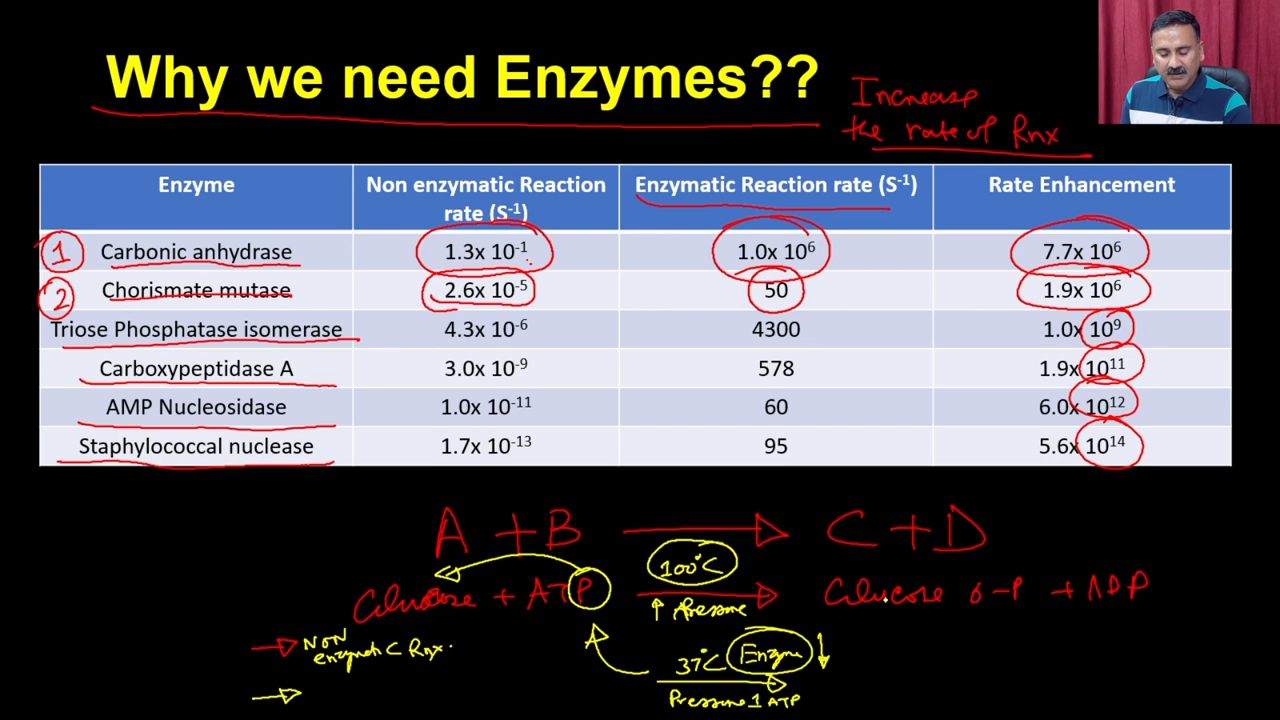 Why we need Enzymes??
Increase
the rate of Rnx
Enzyme Non enzymatic Reaction rate (S⁻¹) Enzymatic Reaction rate (S⁻¹) Rate Enhancement
1 Carbonic anhydrase 1.3x 10⁻¹ 1.0x 10⁶ 7.7x 10⁶
2 Chorismate mutase 2.6x 10⁻⁵ 50 1.9x 10⁶
Triose Phosphatase isomerase 4.3x 10⁻⁶ 4300 1.0x 10⁹
Carboxypeptidase A 3.0x 10⁻⁹ 578 1.9x 10¹¹
AMP Nucleosidase 1.0x 10⁻¹¹ 60 6.0x 10¹²
Staphylococcal nuclease 1.7x 10⁻¹³ 95 5.6x 10¹⁴
A + B C + D
100°C
Glucose + ATP Glucose 6-P + ADP
↑ Pressure
NON
enzymatic Rnx.
37°C Enzyme ↓
Pressure 1 ATP